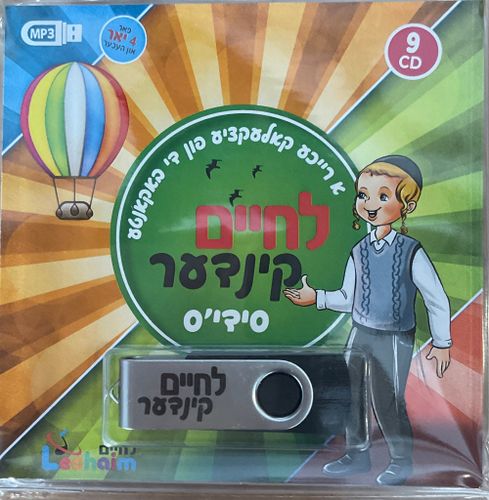 MP3
פאר
4 יאר
און העכער
9
CD
א רייכע קאלעקציע פון די באקאנטע
לחיים
קינדער
סידי'ס
לחיים
קינדער
לחיים
Lechaim